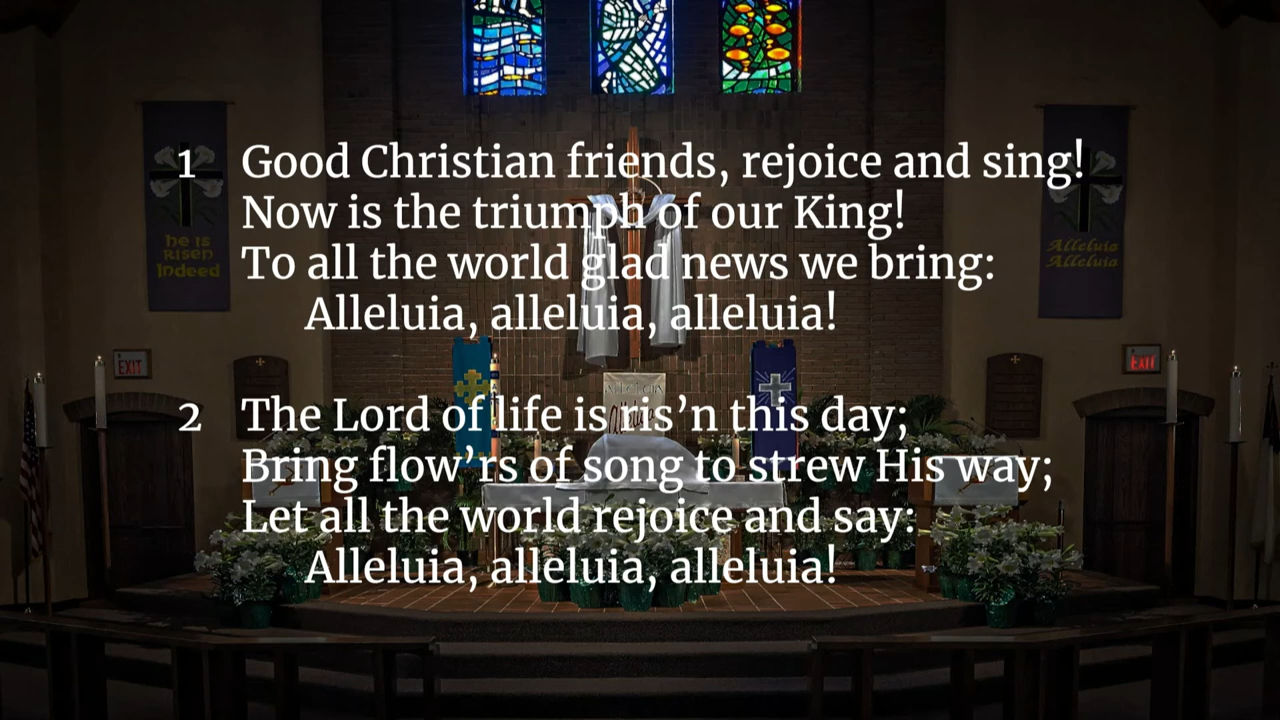 1 Good Christian friends, rejoice and sing!
Now is the triumph of our King!
To all the world glad news we bring:
Alleluia, alleluia, alleluia!
2 The Lord of life is ris’n this day;
Bring flow’rs of song to strew His way;
Let all the world rejoice and say:
Alleluia, alleluia, alleluia!
he is
Risen
Indeed
Alleluia
Alleluia
EXIT
EXIT